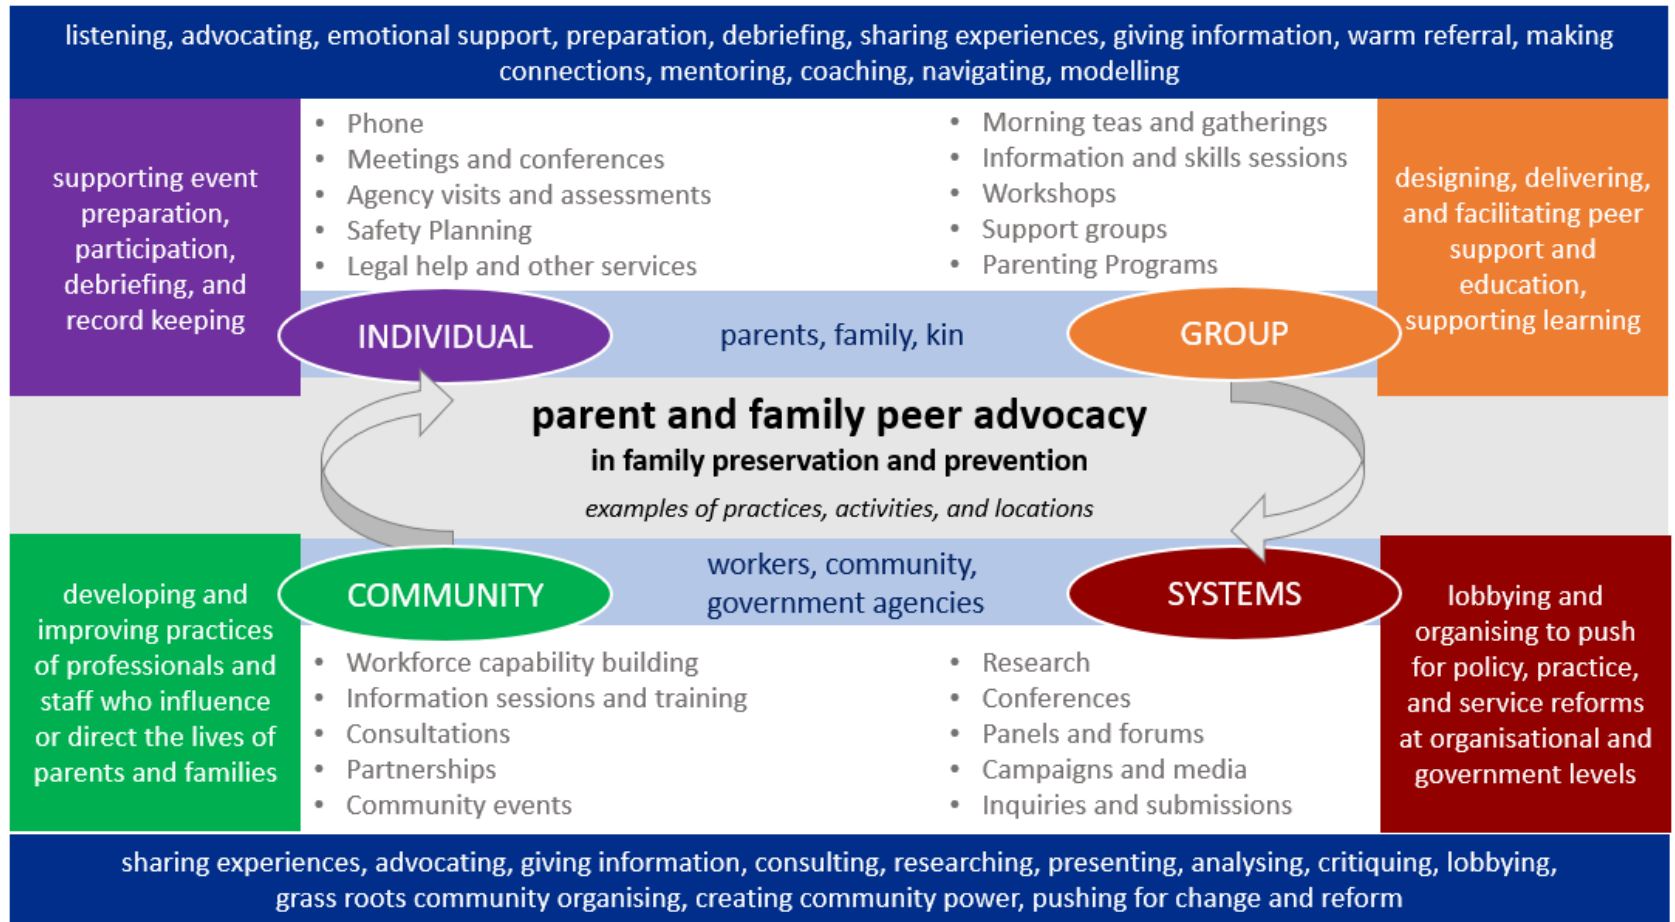 listening, advocating, emotional support, preparation, debriefing, sharing experiences, giving information, warm referral, making
connections, mentoring, coaching, navigating, modelling
supporting event
preparation,
participation,
debriefing, and
record keeping
• Phone
• Meetings and conferences
• Agency visits and assessments
• Safety Planning
• Legal help and other services
• Morning teas and gatherings
• Information and skills sessions
• Workshops
• Support groups
• Parenting Programs
designing, delivering,
and facilitating peer
support and
education,
supporting learning
INDIVIDUAL
parents, family, kin
GROUP
parent and family peer advocacy
in family preservation and prevention
examples of practices, activities, and locations
COMMUNITY
workers, community,
government agencies
SYSTEMS
developing and
improving practices
of professionals and
staff who influence
or direct the lives of
parents and families
• Workforce capability building
• Information sessions and training
• Consultations
• Partnerships
• Community events
• Research
• Conferences
• Panels and forums
• Campaigns and media
• Inquiries and submissions
lobbying and
organising to push
for policy, practice,
and service reforms
at organisational and
government levels
sharing experiences, advocating, giving information, consulting, researching, presenting, analysing, critiquing, lobbying,
grass roots community organising, creating community power, pushing for change and reform